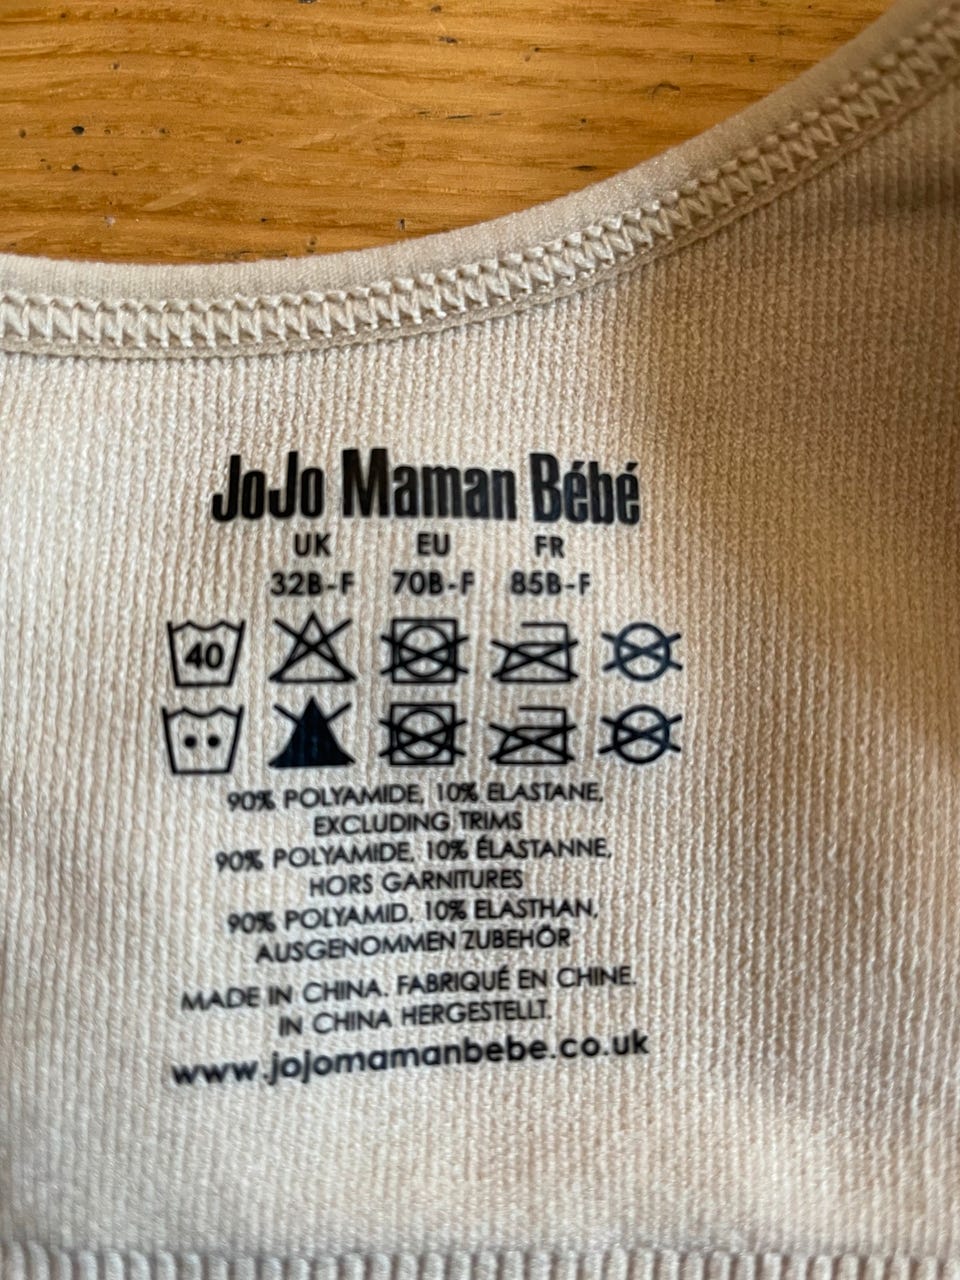 JoJo Maman Bébé
UK EU FR
32B-F 70B-F 85B-F
40
90% POLYAMIDE, 10% ELASTANE,
EXCLUDING TRIMS
90% POLYAMIDE, 10% ÉLASTANNE,
HORS GARNITURES
90% POLYAMID, 10% ELASTHAN,
AUSGENOMMEN ZUBEHÖR
MADE IN CHINA. FABRIQUÉ EN CHINE.
IN CHINA HERGESTELLT.
www.jojomamanbebe.co.uk